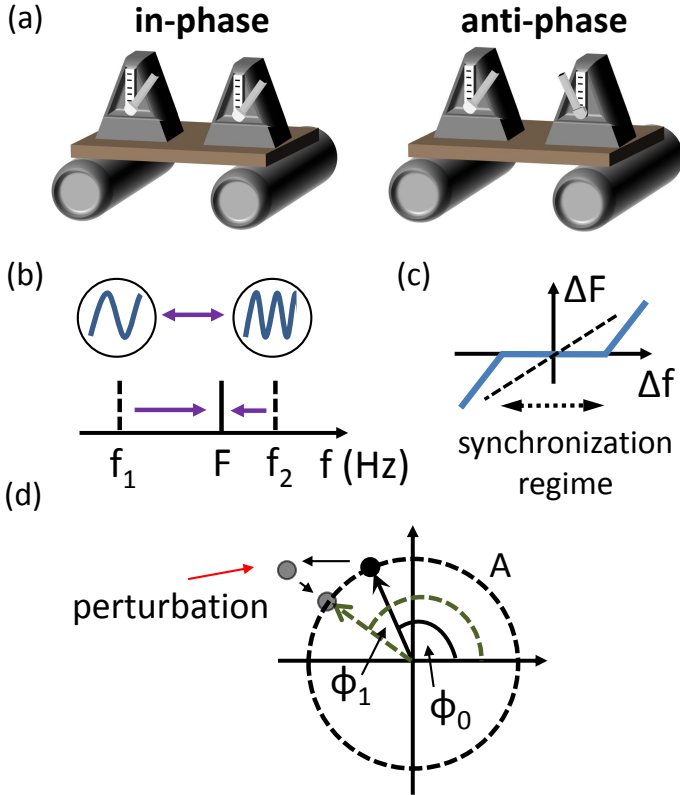 (a)
in-phase
anti-phase
(b)
(c)
ΔF
Δf
f₁
F
f₂
f (Hz)
synchronization
regime
(d)
A
perturbation
ϕ₁
ϕ₀